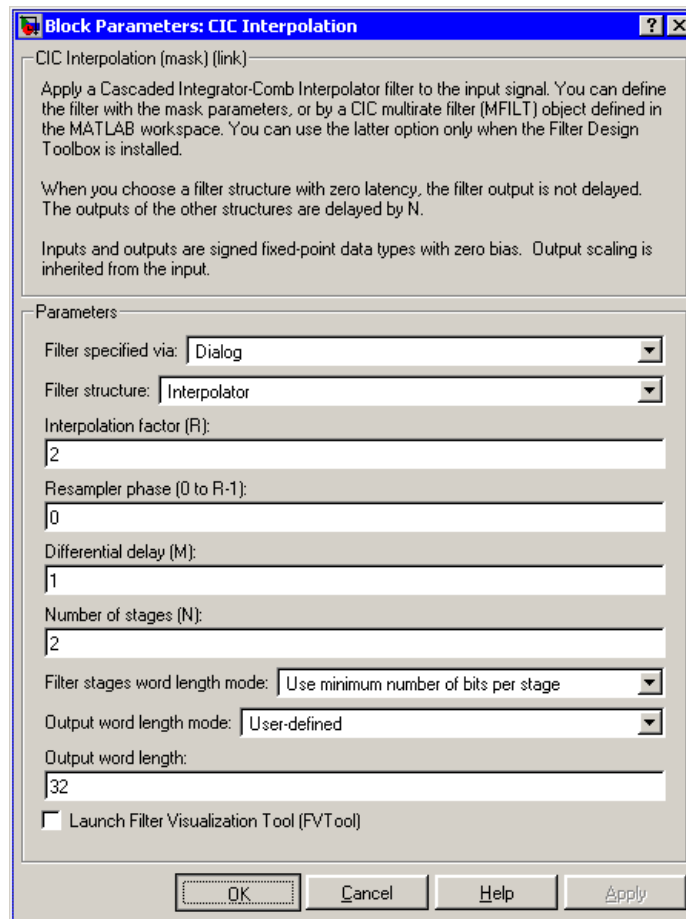 Block Parameters: CIC Interpolation
CIC Interpolation (mask) (link)
Apply a Cascaded Integrator-Comb Interpolator filter to the input signal. You can define
the filter with the mask parameters, or by a CIC multirate filter (MFILT) object defined in
the MATLAB workspace. You can use the latter option only when the Filter Design
Toolbox is installed.
When you choose a filter structure with zero latency, the filter output is not delayed.
The outputs of the other structures are delayed by N.
Inputs and outputs are signed fixed-point data types with zero bias.  Output scaling is
inherited from the input.
Parameters
Filter specified via: Dialog
Filter structure: Interpolator
Interpolation factor (R):
2
Resampler phase (0 to R-1):
0
Differential delay (M):
1
Number of stages (N):
2
Filter stages word length mode: Use minimum number of bits per stage
Output word length mode: User-defined
Output word length:
32
Launch Filter Visualization Tool (FVTool)
OK Cancel Help Apply